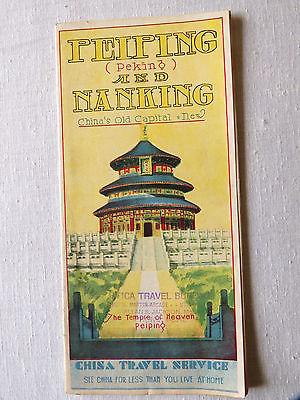 PEIPING
(Peking)
AND
NANKING
China's Old Capital & New
TRAVEL
The Temple of Heaven
Peiping
CHINA TRAVEL SERVICE
SEE CHINA FOR LESS THAN YOU LIVE AT HOME